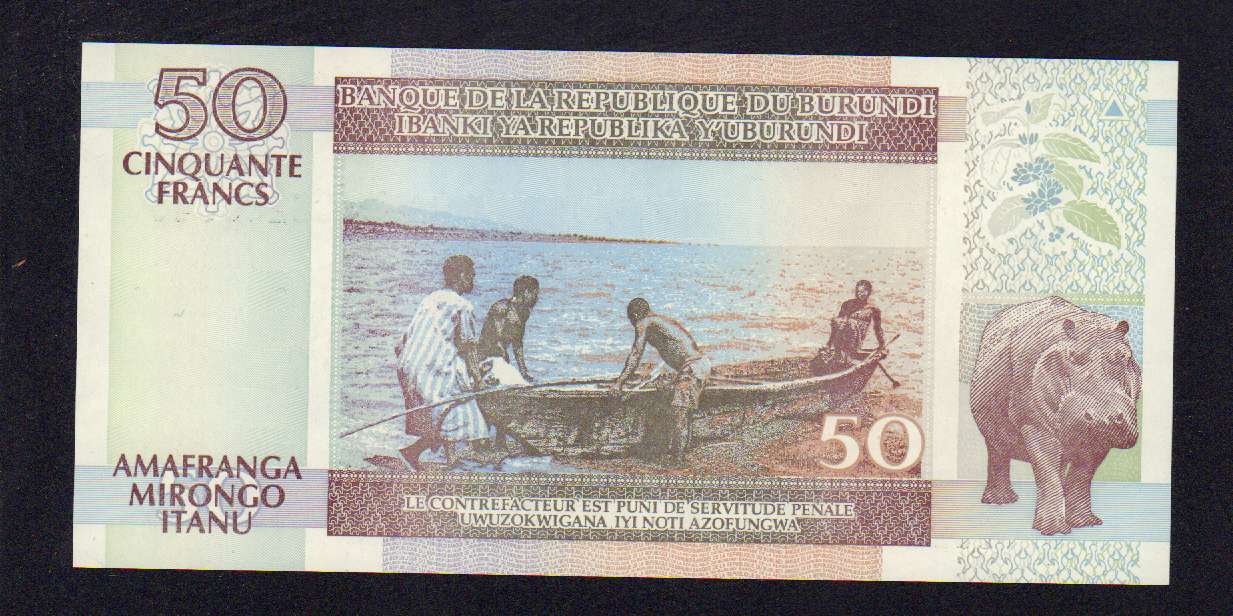 50
CINQUANTE
FRANCS
BANQUE DE LA REPUBLIQUE DU BURUNDI
IBANKI YA REPUBLIKA Y'UBURUNDI
50
AMAFRANGA
MIRONGO
ITANU
LE CONTREFACTEUR EST PUNI DE SERVITUDE PENALE
UWUZOKWIGANA IYI NOTI AZOFUNGWA